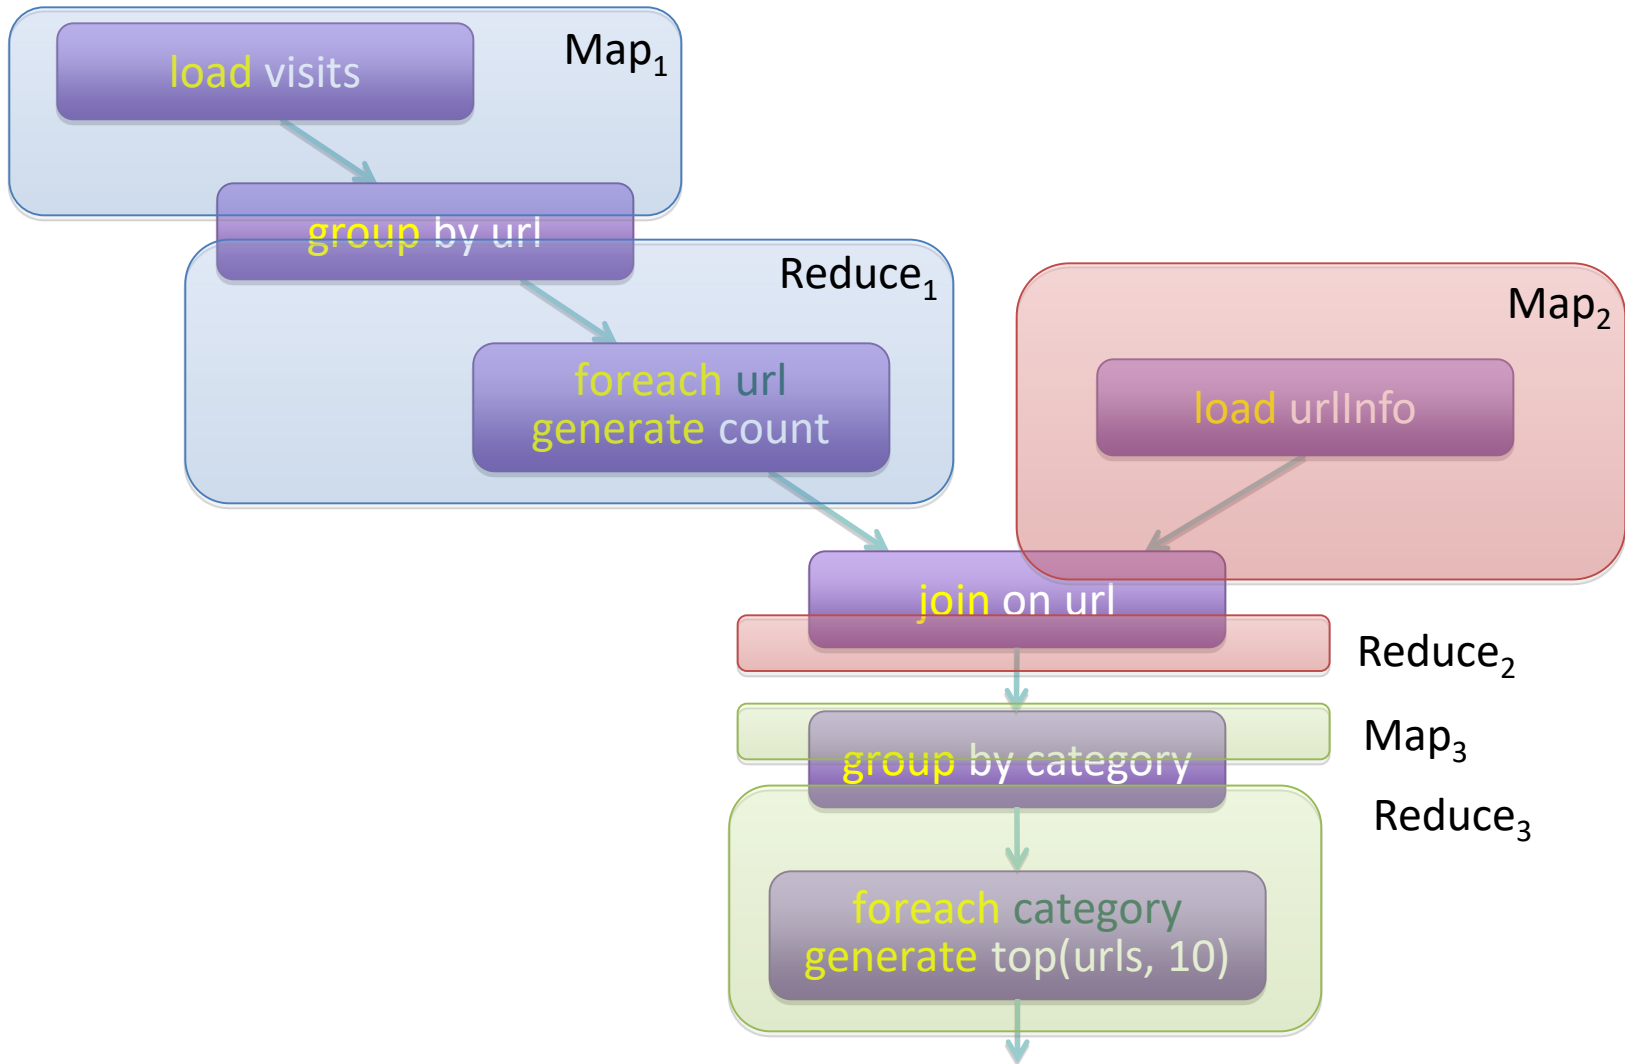 load visits
Map₁
group by url
Reduce₁
foreach url
generate count
Map₂
load urlInfo
join on url
Reduce₂
Map₃
group by category
Reduce₃
foreach category
generate top(urls, 10)